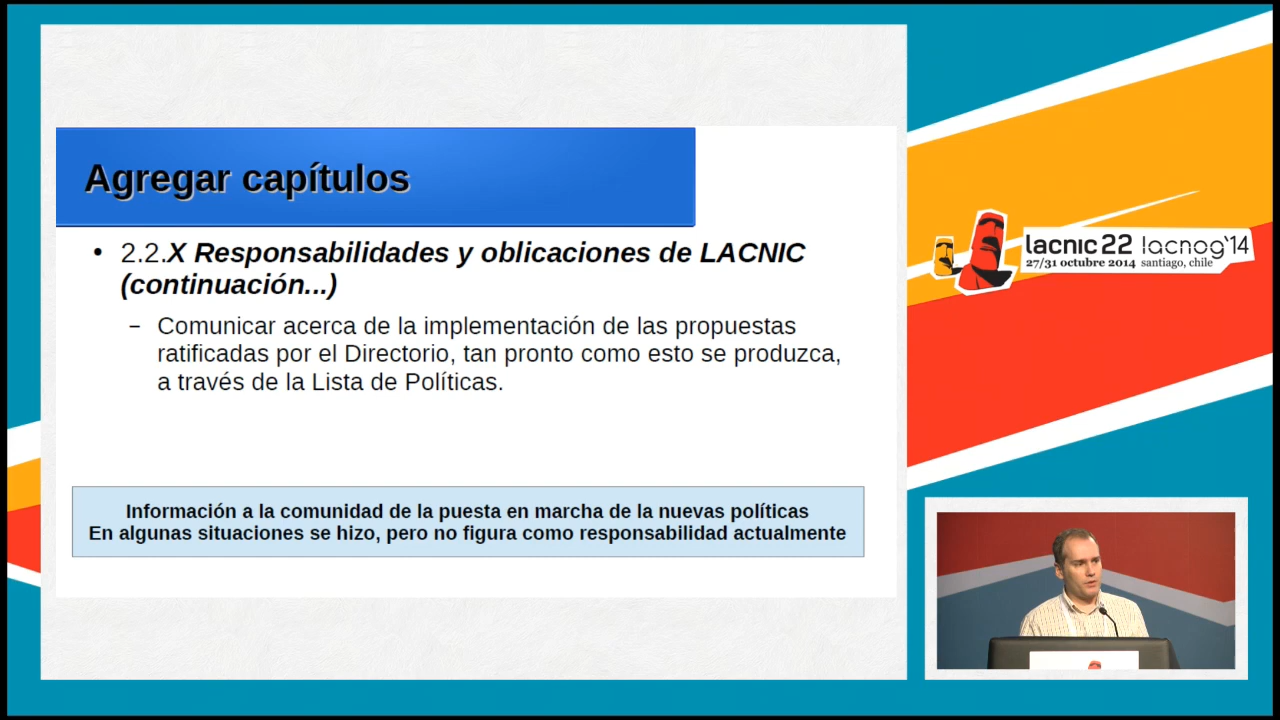 Agregar capítulos
• 2.2.X Responsabilidades y oblicaciones de LACNIC
(continuación...)
– Comunicar acerca de la implementación de las propuestas
ratificadas por el Directorio, tan pronto como esto se produzca,
a través de la Lista de Políticas.
Información a la comunidad de la puesta en marcha de la nuevas políticas
En algunas situaciones se hizo, pero no figura como responsabilidad actualmente
lacnic 22 lacnog'14
27/31 octubre 2014 santiago, chile